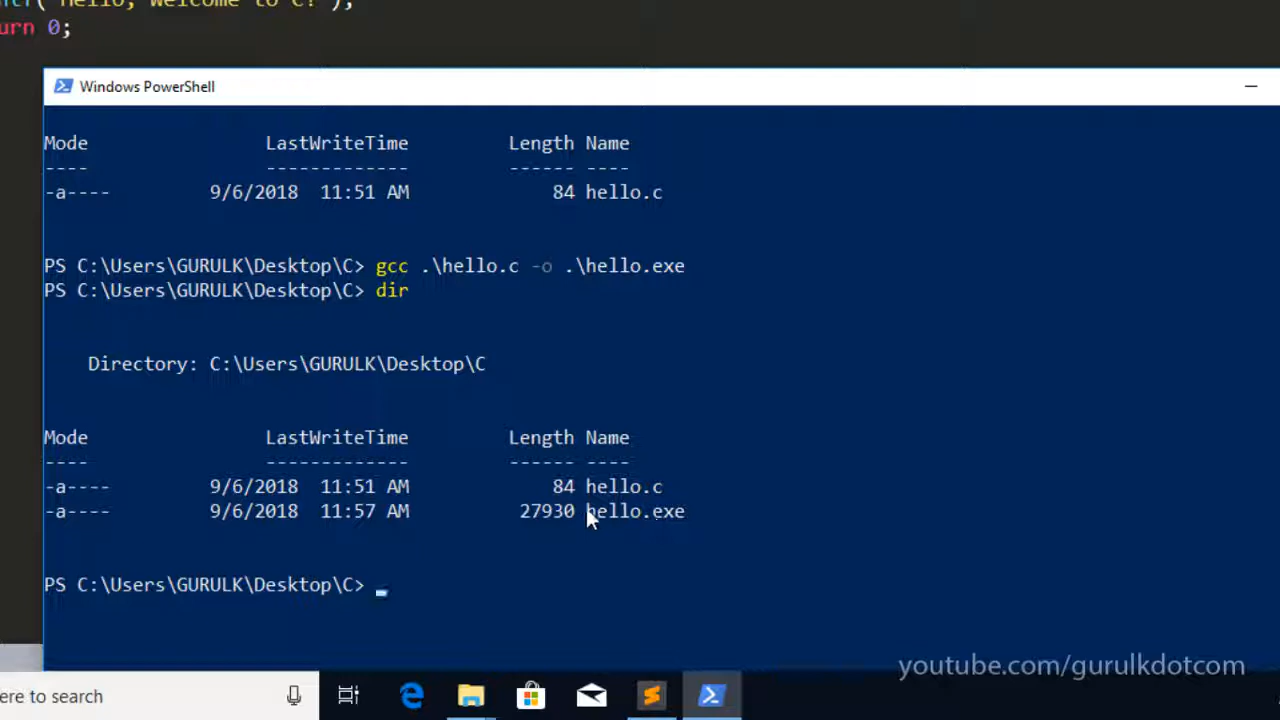 Hello, Welcome to C!");
urn 0;
Windows PowerShell
Mode LastWriteTime Length Name
---- ------------- ------ ----
-a---- 9/6/2018 11:51 AM 84 hello.c
PS C:\Users\GURULK\Desktop\C> gcc .\hello.c -o .\hello.exe
PS C:\Users\GURULK\Desktop\C> dir
Directory: C:\Users\GURULK\Desktop\C
Mode LastWriteTime Length Name
---- ------------- ------ ----
-a---- 9/6/2018 11:51 AM 84 hello.c
-a---- 9/6/2018 11:57 AM 27930 hello.exe
PS C:\Users\GURULK\Desktop\C>
youtube.com/gurulkdotcom
ere to search